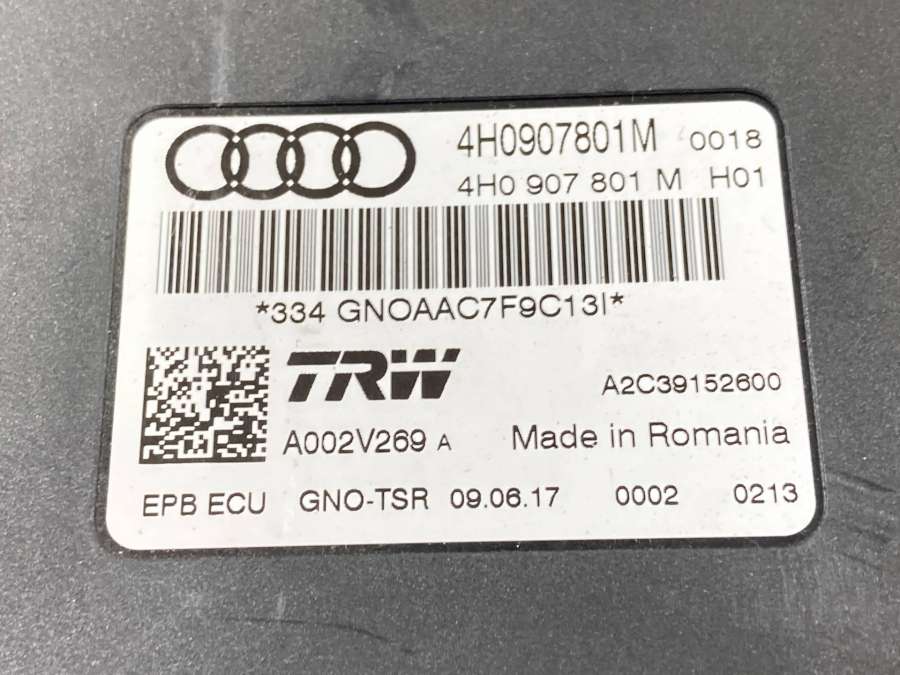 4H0907801M 0018
4H0 907 801 M H01
*334 GNOAAC7F9C13I*
TRW
A2C39152600
A002V269 A Made in Romania
EPB ECU GNO-TSR 09.06.17 0002 0213